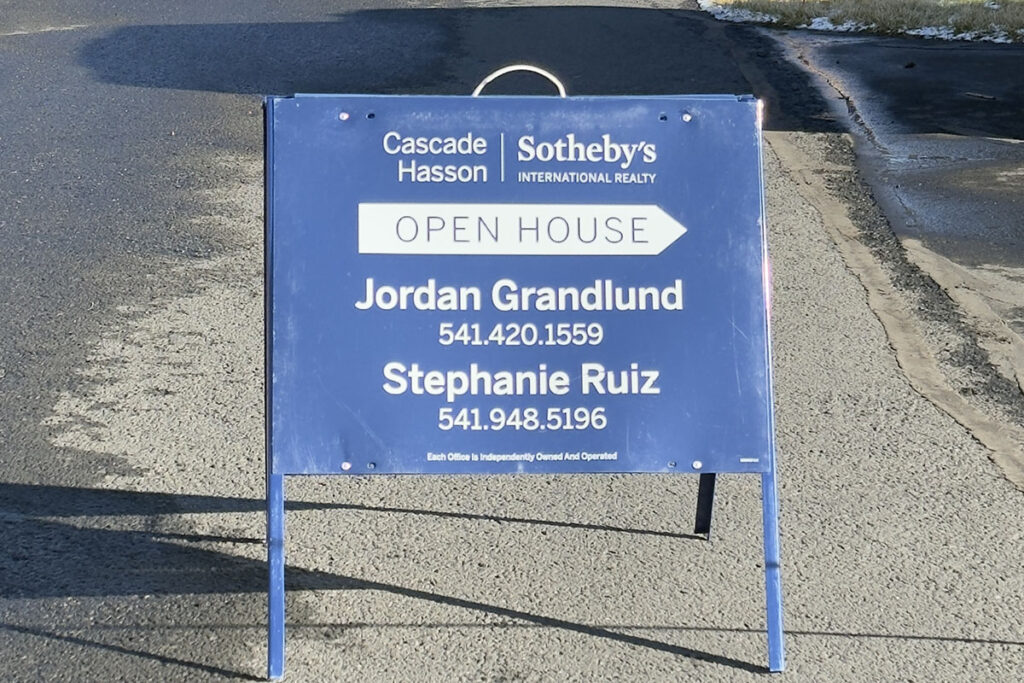 Cascade
Hasson
Sotheby's
INTERNATIONAL REALTY
OPEN HOUSE
Jordan Grandlund
541.420.1559
Stephanie Ruiz
541.948.5196
Each Office is Independently Owned And Operated